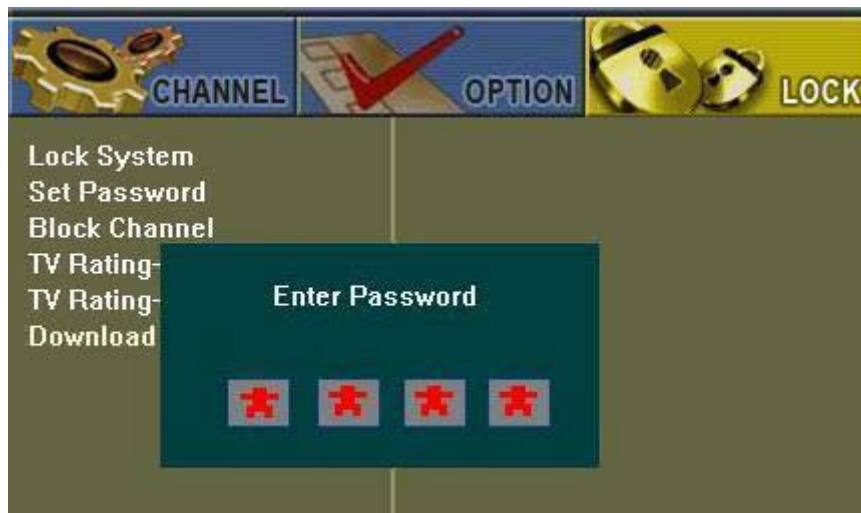 CHANNEL
OPTION
LOCK
Lock System
Set Password
Block Channel
TV Rating-
TV Rating-
Download
Enter Password